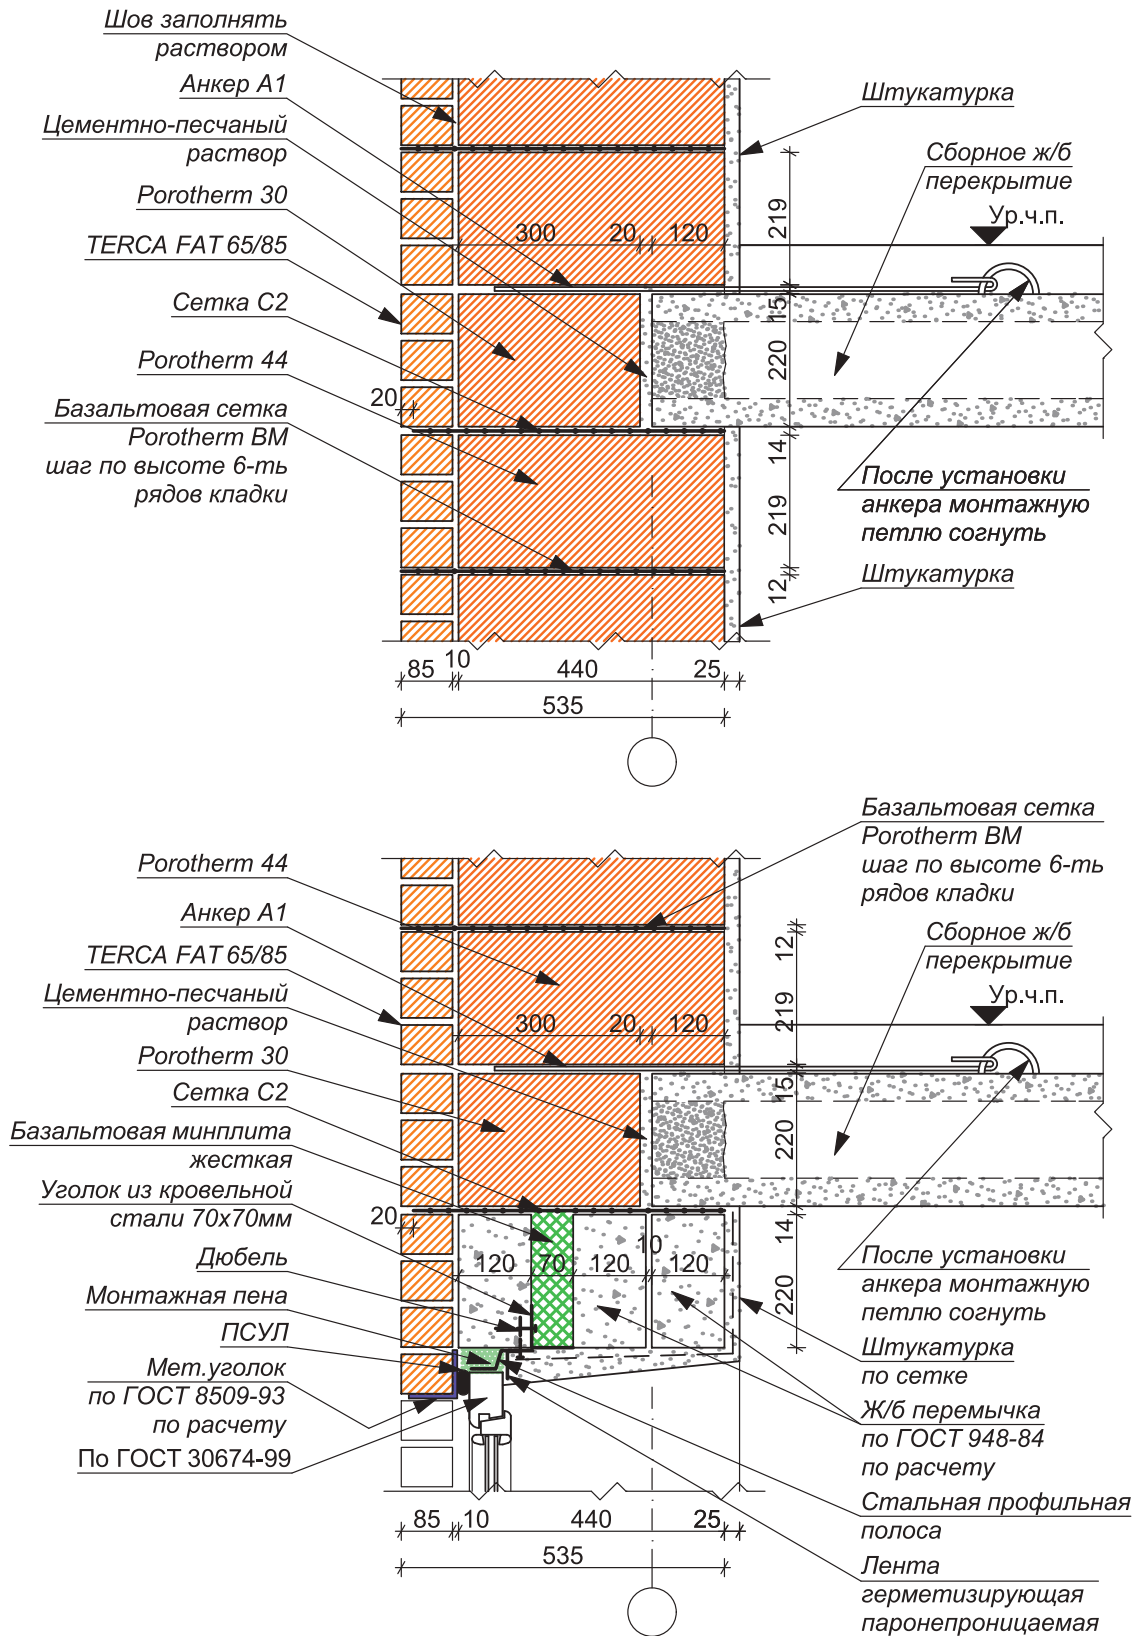 Шов заполнять
раствором
Анкер А1
Цементно-песчаный
раствор
Porotherm 30
TERCA FAT 65/85
Сетка С2
Porotherm 44
Базальтовая сетка
Porotherm BM
шаг по высоте 6-ть
рядов кладки
20
Штукатурка
Сборное ж/б
перекрытие
Ур.ч.п.
219
300
20
120
15
220
14
219
12
После установки
анкера монтажную
петлю согнуть
Штукатурка
85
10
440
25
535
Базальтовая сетка
Porotherm BM
шаг по высоте 6-ть
рядов кладки
Porotherm 44
Анкер А1
TERCA FAT 65/85
Цементно-песчаный
раствор
Porotherm 30
Сетка С2
Базальтовая минплита
жесткая
Уголок из кровельной
стали 70х70мм
20
Дюбель
Монтажная пена
ПСУЛ
Мет.уголок
по ГОСТ 8509-93
по расчету
По ГОСТ 30674-99
Сборное ж/б
перекрытие
Ур.ч.п.
12
219
300
20
120
15
220
14
10
120
70
120
120
220
После установки
анкера монтажную
петлю согнуть
Штукатурка
по сетке
Ж/б перемычка
по ГОСТ 948-84
по расчету
Стальная профильная
полоса
Лента
герметизирующая
паронепроницаемая
85
10
440
25
535